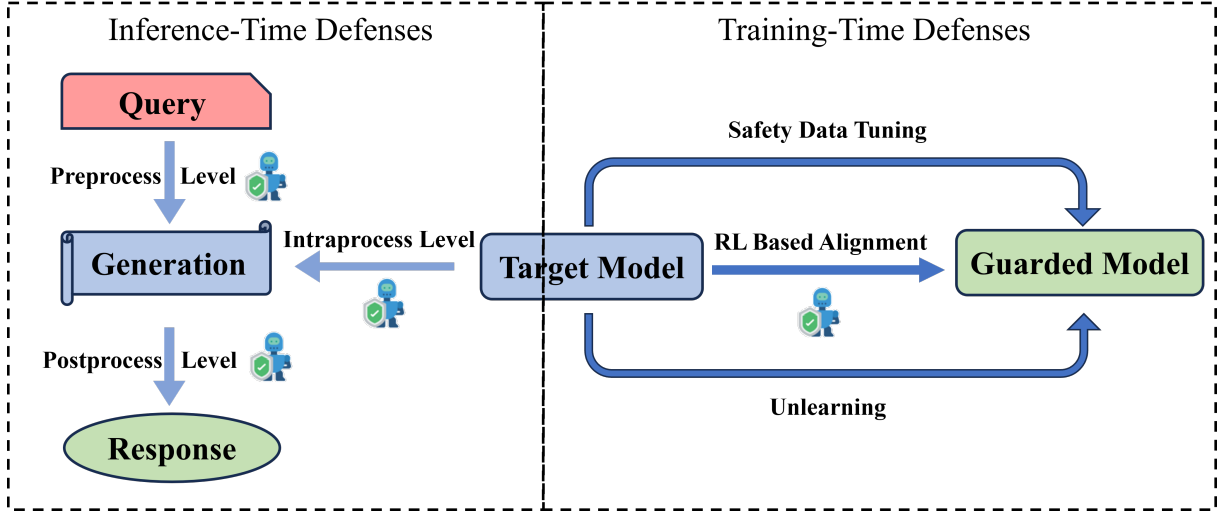 Inference-Time Defenses
Query
Preprocess Level
Generation
Intraprocess Level
Postprocess Level
Response
Training-Time Defenses
Safety Data Tuning
Target Model
RL Based Alignment
Guarded Model
Unlearning